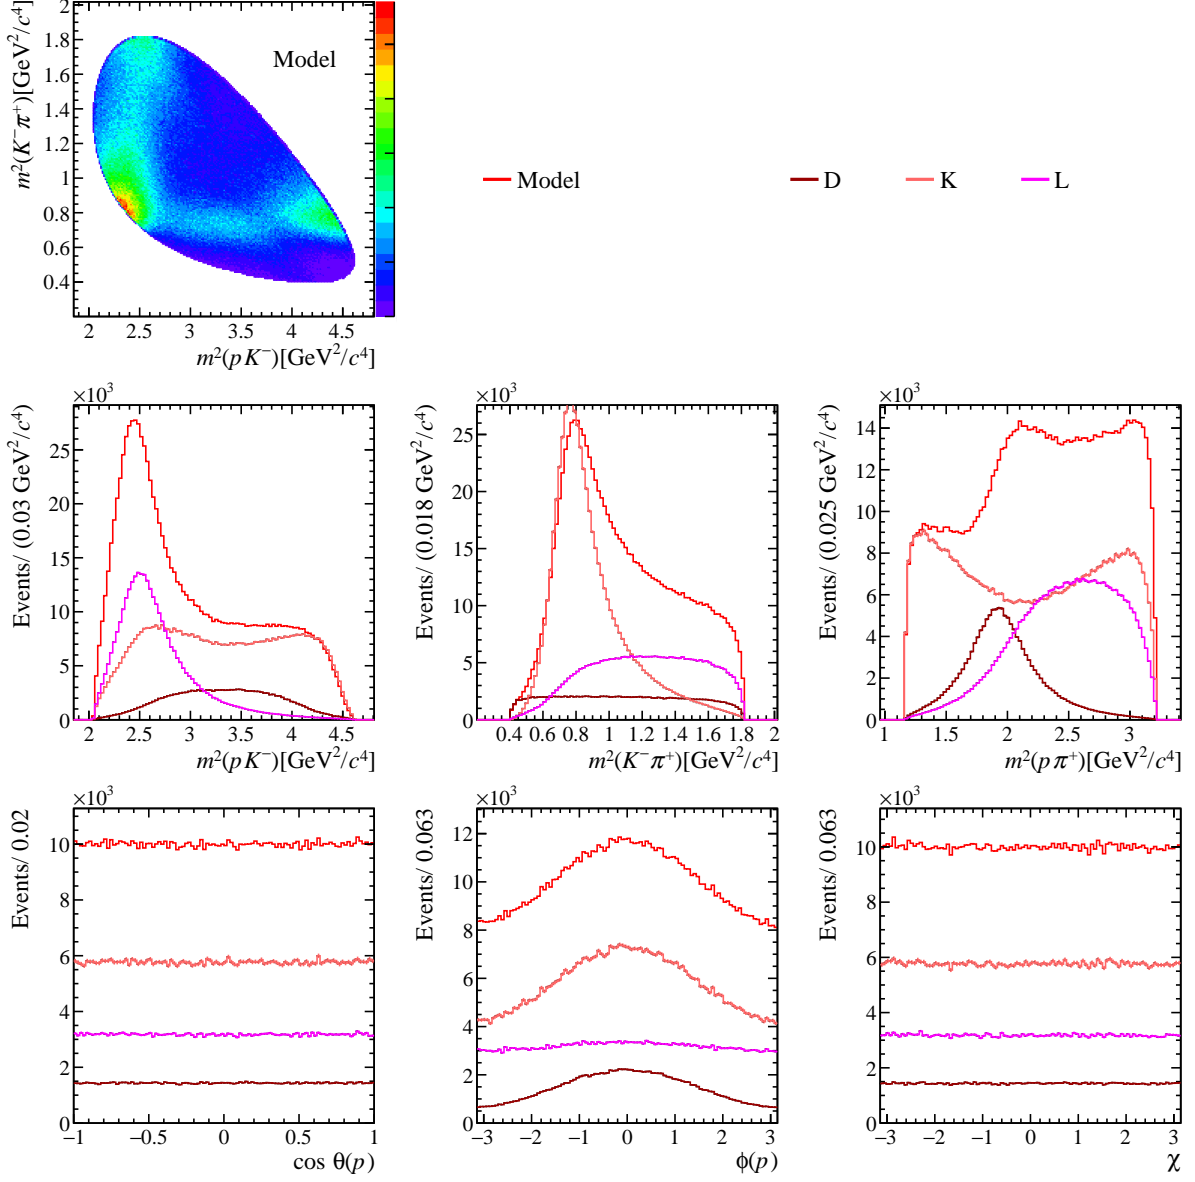 m²(K⁻π⁺)[GeV²/c⁴]
2
1.8
1.6
1.4
1.2
1
0.8
0.6
0.4
Model
2 2.5 3 3.5 4 4.5
m²(pK⁻)[GeV²/c⁴]
Model D K L
×10³
Events/ (0.03 GeV²/c⁴)
25
20
15
10
5
0
2 2.5 3 3.5 4 4.5
m²(pK⁻)[GeV²/c⁴]
×10³
Events/ (0.018 GeV²/c⁴)
25
20
15
10
5
0
0.4 0.6 0.8 1 1.2 1.4 1.6 1.8 2
m²(K⁻π⁺)[GeV²/c⁴]
×10³
Events/ (0.025 GeV²/c⁴)
14
12
10
8
6
4
2
0
1 1.5 2 2.5 3
m²(pπ⁺)[GeV²/c⁴]
×10³
Events/ 0.02
10
8
6
4
2
0
−1 −0.5 0 0.5 1
cos θ(p)
×10³
Events/ 0.063
12
10
8
6
4
2
0
−3 −2 −1 0 1 2 3
ϕ(p)
×10³
Events/ 0.063
10
8
6
4
2
0
−3 −2 −1 0 1 2 3
χ